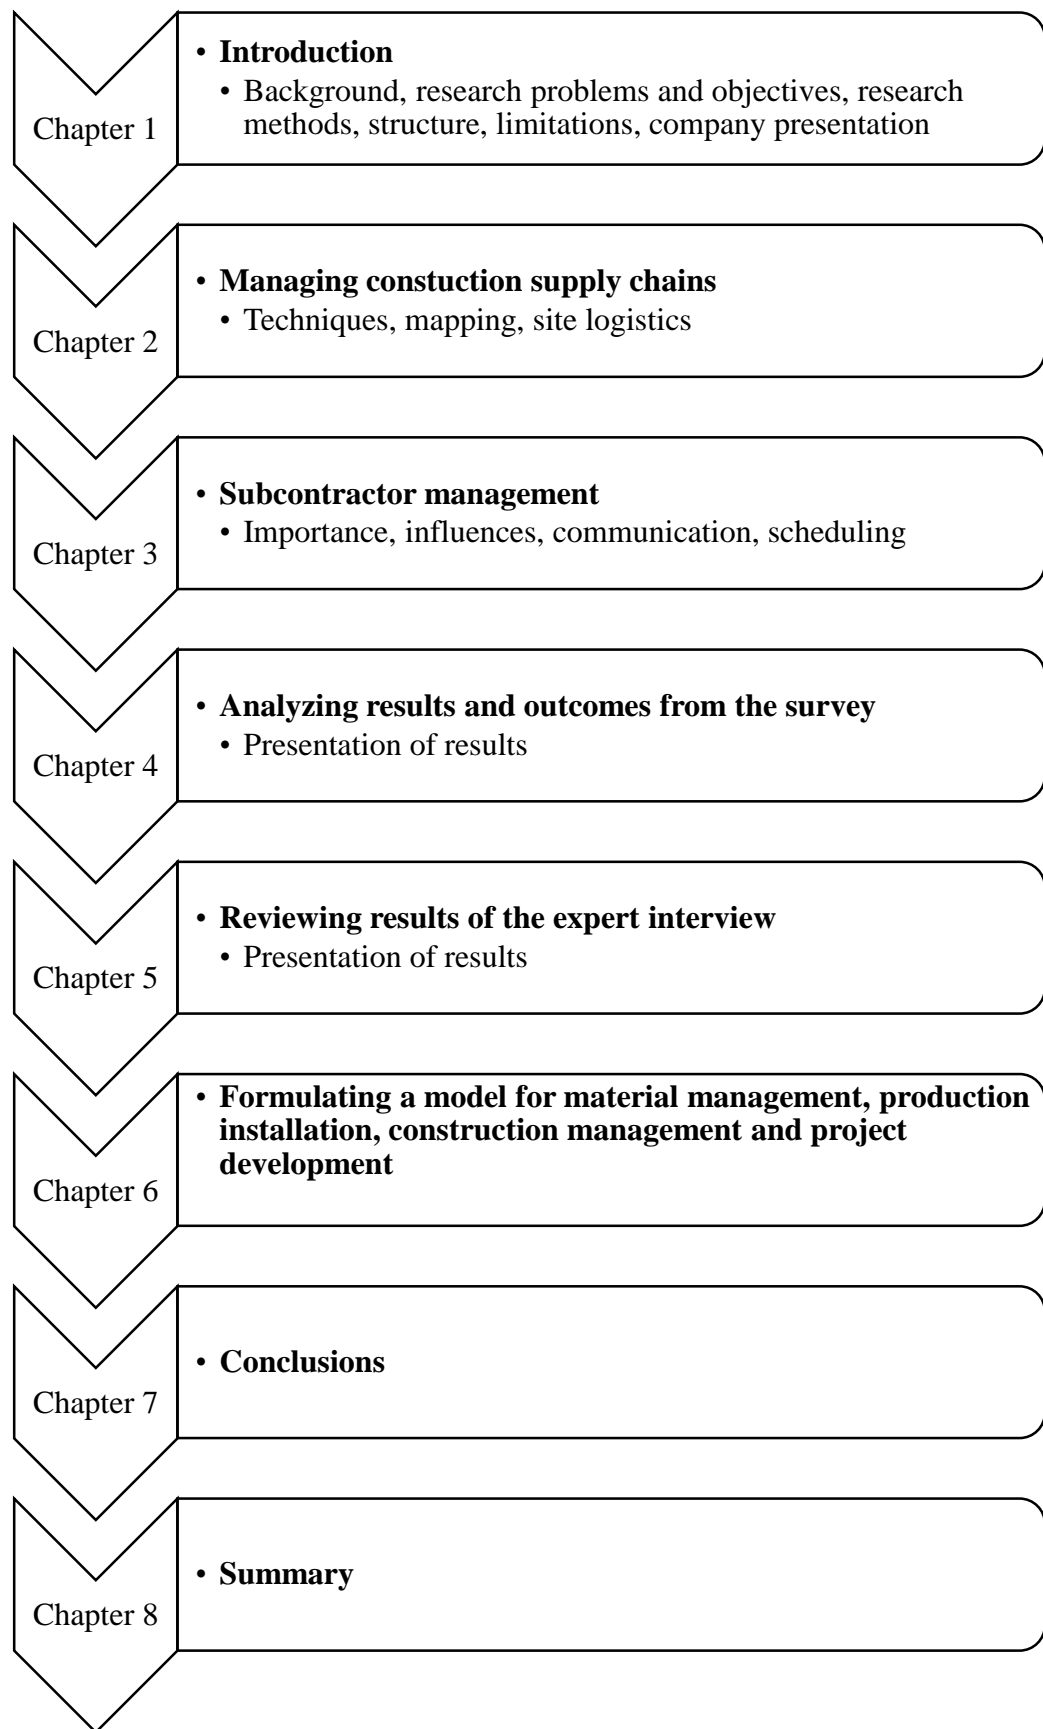 Chapter 1
• Introduction
• Background, research problems and objectives, research
methods, structure, limitations, company presentation
Chapter 2
• Managing constuction supply chains
• Techniques, mapping, site logistics
Chapter 3
• Subcontractor management
• Importance, influences, communication, scheduling
Chapter 4
• Analyzing results and outcomes from the survey
• Presentation of results
Chapter 5
• Reviewing results of the expert interview
• Presentation of results
Chapter 6
• Formulating a model for material management, production
installation, construction management and project
development
Chapter 7
• Conclusions
Chapter 8
• Summary